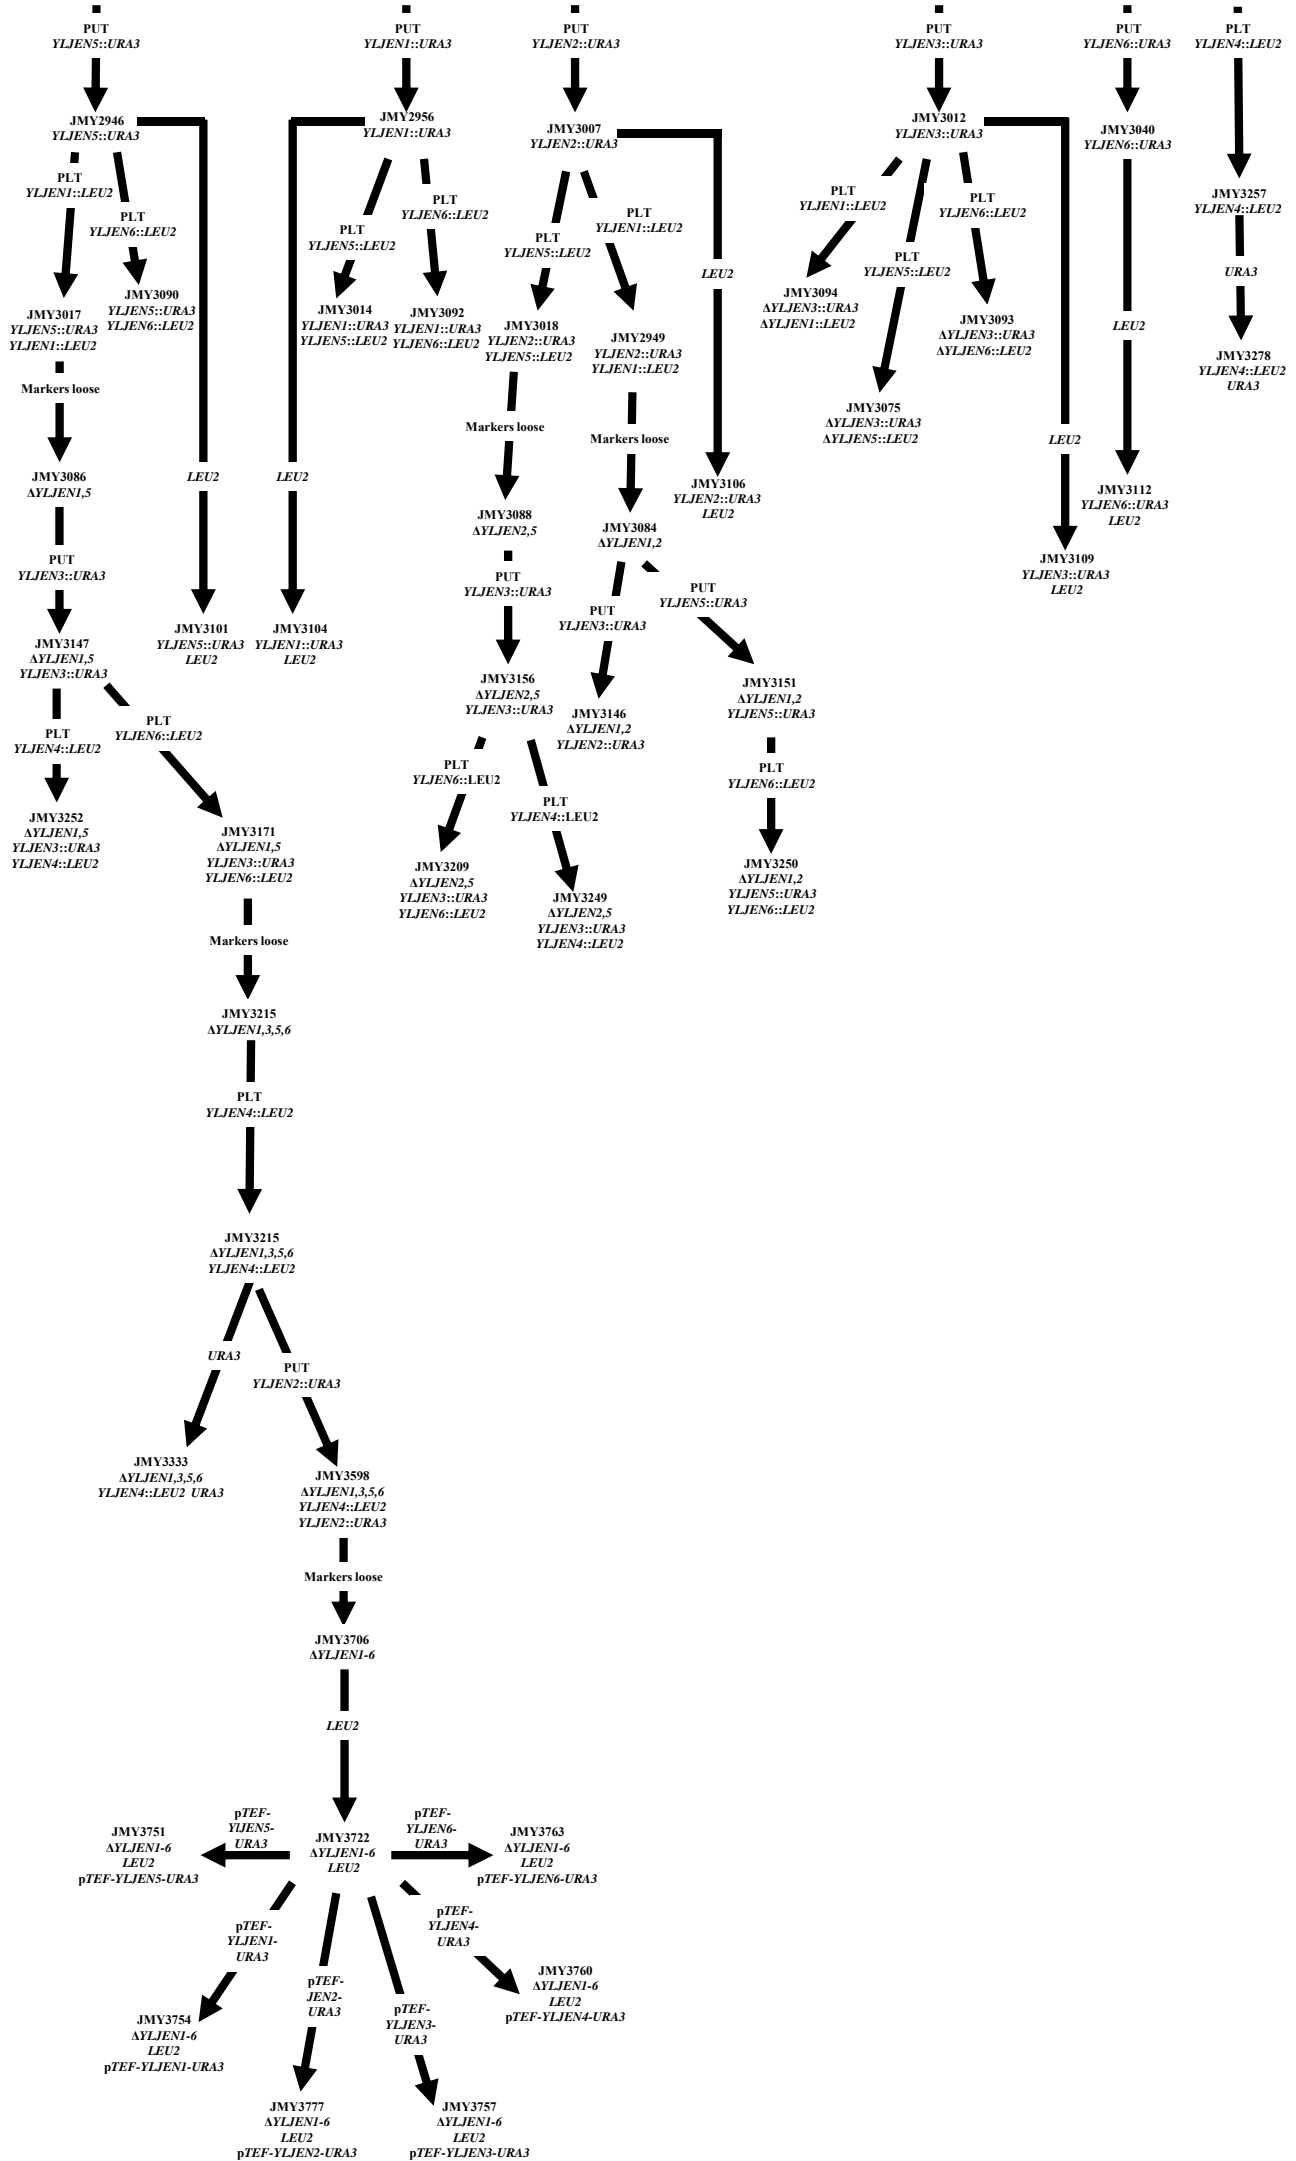 PUT
YLJEN5::URA3
PUT
YLJEN1::URA3
PUT
YLJEN2::URA3
PUT
YLJEN3::URA3
PUT
YLJEN6::URA3
PLT
YLJEN4::LEU2
JMY2946
YLJEN5::URA3
JMY2956
YLJEN1::URA3
JMY3007
YLJEN2::URA3
JMY3012
YLJEN3::URA3
JMY3040
YLJEN6::URA3
JMY3257
YLJEN4::LEU2
PLT
YLJEN1::LEU2
PLT
YLJEN6::LEU2
PLT
YLJEN5::LEU2
PLT
YLJEN6::LEU2
PLT
YLJEN5::LEU2
PLT
YLJEN1::LEU2
LEU2
PLT
YLJEN1::LEU2
PLT
YLJEN5::LEU2
PLT
YLJEN6::LEU2
LEU2
URA3
JMY3017
YLJEN5::URA3
YLJEN1::LEU2
JMY3090
YLJEN5::URA3
YLJEN6::LEU2
JMY3014
YLJEN1::URA3
YLJEN5::LEU2
JMY3092
YLJEN1::URA3
YLJEN6::LEU2
JMY3018
YLJEN2::URA3
YLJEN5::LEU2
JMY2949
YLJEN2::URA3
YLJEN1::LEU2
JMY3094
ΔYLJEN3::URA3
ΔYLJEN1::LEU2
JMY3093
ΔYLJEN3::URA3
ΔYLJEN6::LEU2
JMY3278
YLJEN4::LEU2
URA3
Markers loose
Markers loose
Markers loose
JMY3075
ΔYLJEN3::URA3
ΔYLJEN5::LEU2
LEU2
JMY3086
ΔYLJEN1,5
LEU2
LEU2
JMY3088
ΔYLJEN2,5
JMY3084
ΔYLJEN1,2
JMY3106
YLJEN2::URA3
LEU2
JMY3112
YLJEN6::URA3
LEU2
JMY3109
YLJEN3::URA3
LEU2
PUT
YLJEN3::URA3
PUT
YLJEN3::URA3
PUT
YLJEN3::URA3
PUT
YLJEN5::URA3
JMY3147
ΔYLJEN1,5
YLJEN3::URA3
JMY3101
YLJEN5::URA3
LEU2
JMY3104
YLJEN1::URA3
LEU2
JMY3156
ΔYLJEN2,5
YLJEN3::URA3
JMY3146
ΔYLJEN1,2
YLJEN2::URA3
JMY3151
ΔYLJEN1,2
YLJEN5::URA3
PLT
YLJEN4::LEU2
PLT
YLJEN6::LEU2
PLT
YLJEN6::LEU2
PLT
YLJEN4::LEU2
PLT
YLJEN6::LEU2
JMY3252
ΔYLJEN1,5
YLJEN3::URA3
YLJEN4::LEU2
JMY3171
ΔYLJEN1,5
YLJEN3::URA3
YLJEN6::LEU2
JMY3209
ΔYLJEN2,5
YLJEN3::URA3
YLJEN6::LEU2
JMY3249
ΔYLJEN2,5
YLJEN3::URA3
YLJEN4::LEU2
JMY3250
ΔYLJEN1,2
YLJEN5::URA3
YLJEN6::LEU2
Markers loose
JMY3215
ΔYLJEN1,3,5,6
PLT
YLJEN4::LEU2
JMY3215
ΔYLJEN1,3,5,6
YLJEN4::LEU2
URA3
PUT
YLJEN2::URA3
JMY3333
ΔYLJEN1,3,5,6
YLJEN4::LEU2 URA3
JMY3598
ΔYLJEN1,3,5,6
YLJEN4::LEU2
YLJEN2::URA3
Markers loose
JMY3706
ΔYLJEN1-6
LEU2
JMY3751
ΔYLJEN1-6
LEU2
pTEF-YLJEN5-URA3
pTEF-
YlJEN5-
URA3
JMY3722
ΔYLJEN1-6
LEU2
pTEF-
YLJEN6-
URA3
JMY3763
ΔYLJEN1-6
LEU2
pTEF-YLJEN6-URA3
pTEF-
YLJEN1-
URA3
pTEF-
JEN2-
URA3
pTEF-
YLJEN3-
URA3
pTEF-
YLJEN4-
URA3
JMY3760
ΔYLJEN1-6
LEU2
pTEF-YLJEN4-URA3
JMY3754
ΔYLJEN1-6
LEU2
pTEF-YLJEN1-URA3
JMY3777
ΔYLJEN1-6
LEU2
pTEF-YLJEN2-URA3
JMY3757
ΔYLJEN1-6
LEU2
pTEF-YLJEN3-URA3